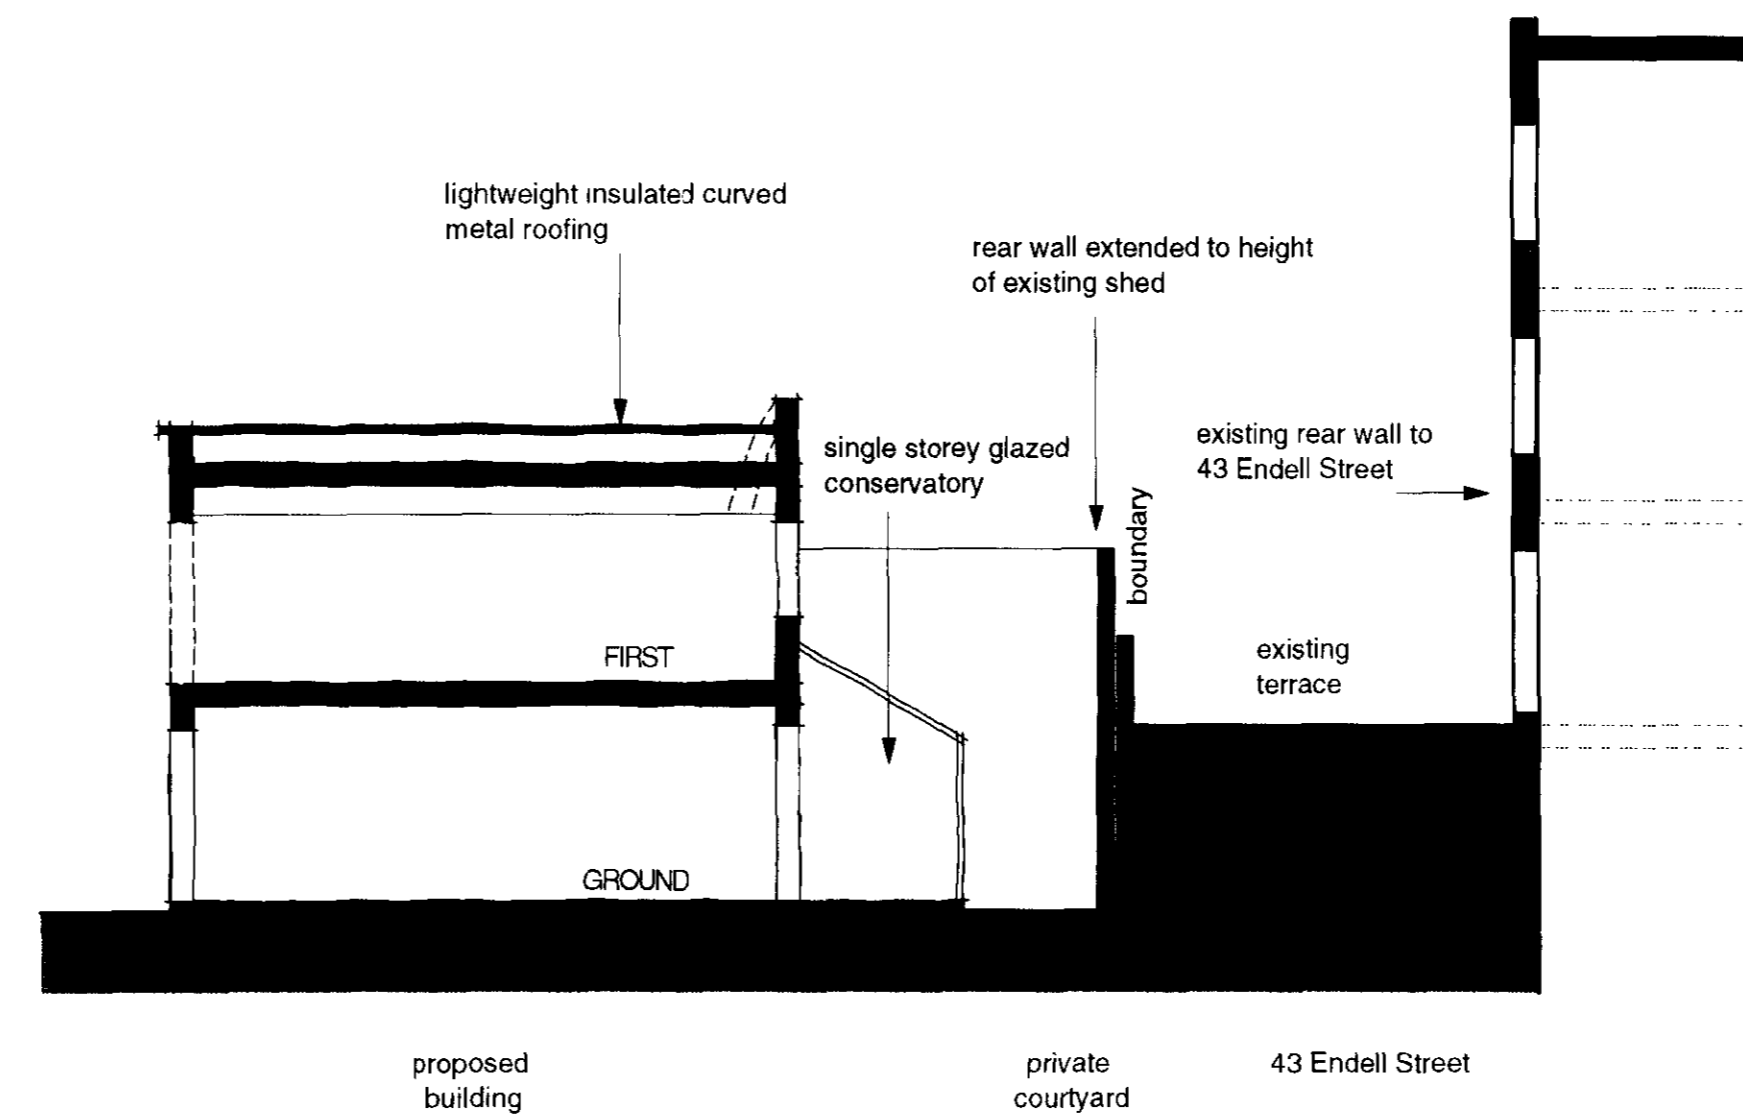 lightweight insulated curved
metal roofing
rear wall extended to height
of existing shed
single storey glazed
conservatory
existing rear wall to
43 Endell Street
boundary
existing
terrace
FIRST
GROUND
proposed
building
private
courtyard
43 Endell Street